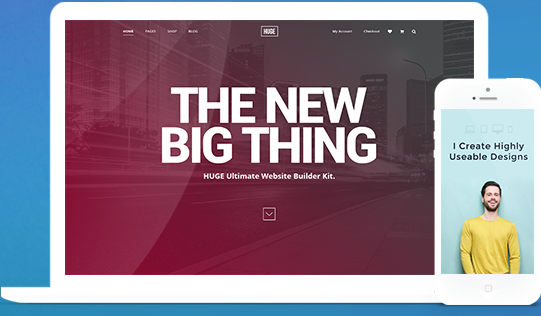 HOME PAGES SHOP BLOG HUGE My Account Checkout
THE NEW
BIG THING
HUGE Ultimate Website Builder Kit.
I Create Highly
Useable Designs